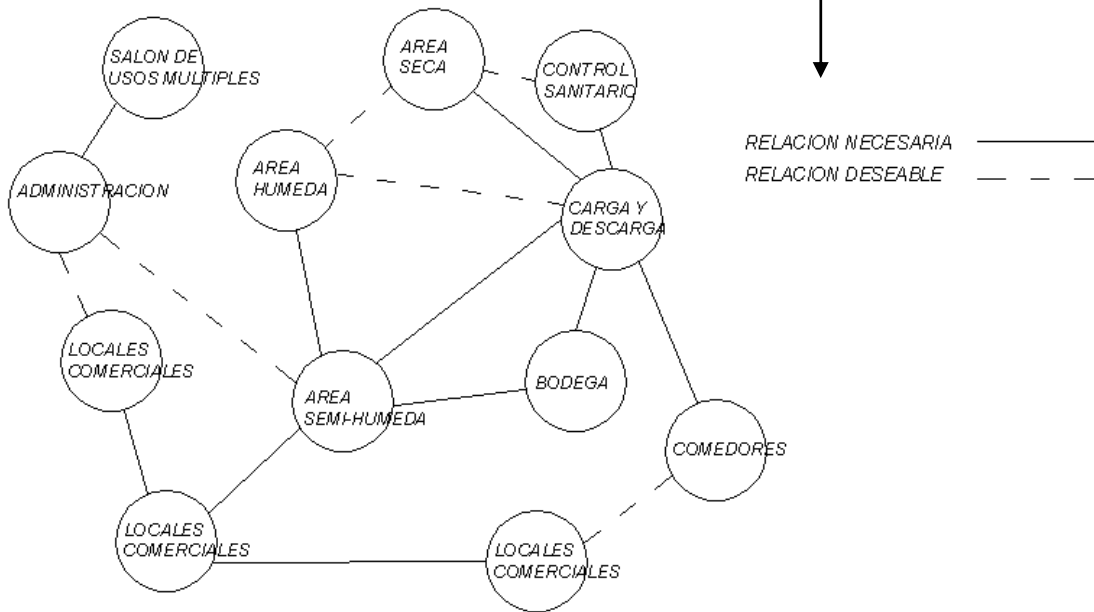 SALON DE
USOS MULTIPLES
AREA
SECA
CONTROL
SANITARIO
RELACION NECESARIA
RELACION DESEABLE
AREA
HUMEDA
ADMINISTRACION
CARGA Y
DESCARGA
LOCALES
COMERCIALES
AREA
SEMI-HUMEDA
BODEGA
COMEDORES
LOCALES
COMERCIALES
LOCALES
COMERCIALES